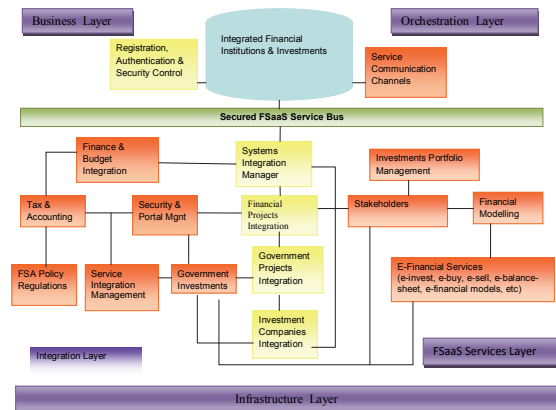 Business Layer
Orchestration Layer
Integrated Financial
Institutions & Investments
Registration,
Authentication &
Security Control
Service
Communication
Channels
Secured FSaaS Service Bus
Finance &
Budget
Integration
Systems
Integration
Manager
Investments Portfolio
Management
Tax &
Accounting
Security &
Portal Mgnt
Financial
Projects
Integration
Stakeholders
Financial
Modelling
FSA Policy
Regulations
Service
Integration
Management
Government
Investments
Government
Projects
Integration
E-Financial Services
(e-invest, e-buy, e-sell, e-balance-
sheet, e-financial models, etc)
Investment
Companies
Integration
Integration Layer
FSaaS Services Layer
Infrastructure Layer